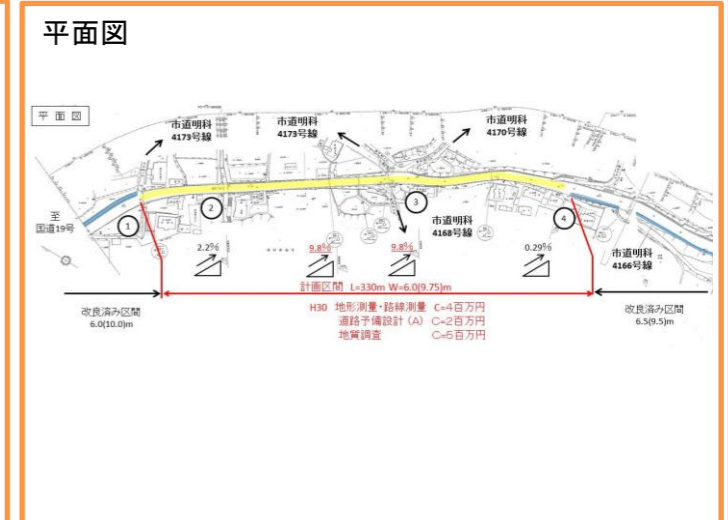 平面図
平面図
市道明科
4173号線
市道明科
4173号線
市道明科
4170号線
至
国道19号
①
②
③
④
市道明科
4168号線
市道明科
4166号線
2.2%
9.8%
9.8%
0.29%
計画区間 L=330m W=6.0(9.75)m
改良済み区間
6.0(10.0)m
改良済み区間
6.5(9.5)m
H30 地形測量・路線測量 C=4百万円
道路予備設計(A) C=2百万円
地質調査 C=5百万円